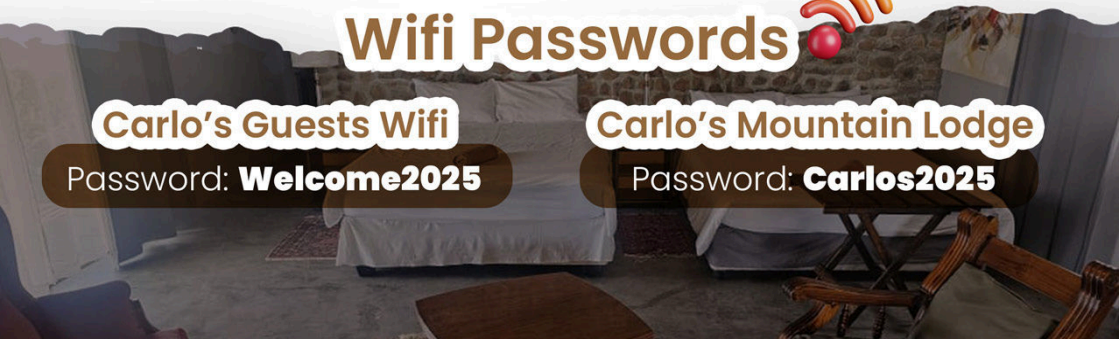 Wifi Passwords
Carlo's Guests Wifi
Password: Welcome2025
Carlo's Mountain Lodge
Password: Carlos2025